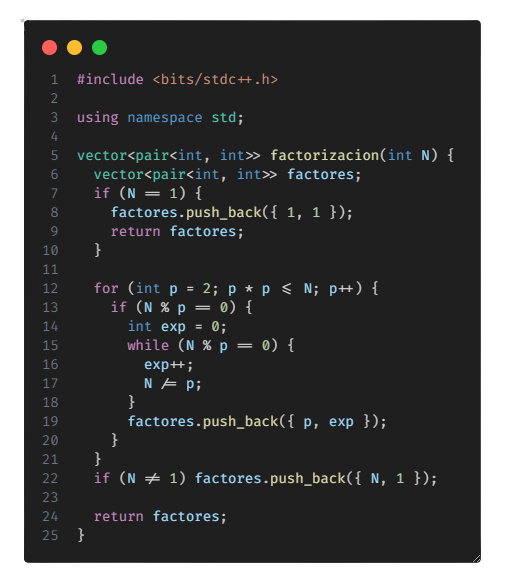 1 #include <bits/stdc++.h>
2
3 using namespace std;
4
5 vector<pair<int, int>> factorizacion(int N) {
6   vector<pair<int, int>> factores;
7   if (N == 1) {
8     factores.push_back({ 1, 1 });
9     return factores;
10   }
11
12   for (int p = 2; p * p <= N; p++) {
13     if (N % p == 0) {
14       int exp = 0;
15       while (N % p == 0) {
16         exp++;
17         N /= p;
18       }
19       factores.push_back({ p, exp });
20     }
21   }
22   if (N != 1) factores.push_back({ N, 1 });
23
24   return factores;
25 }